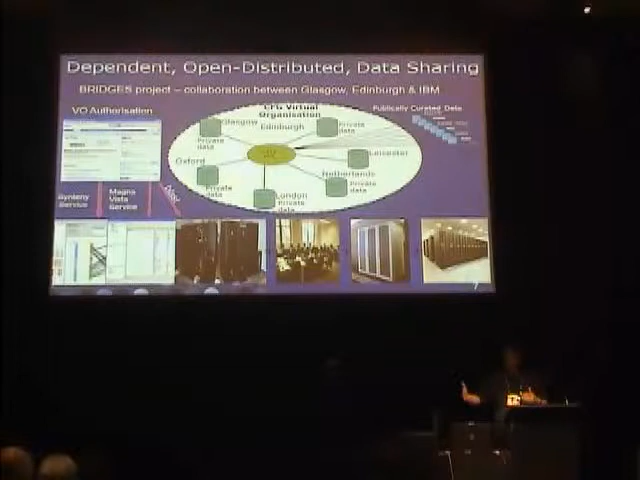 Dependent, Open-Distributed, Data Sharing
BRIDGES project – collaboration between Glasgow, Edinburgh & IBM
VO Authorisation
CFG Virtual
Organisation
Publically Curated Data
Glasgow
Edinburgh
Private
data
Private
data
Oxford
Leicester
Netherlands
Private
data
Private
data
London
Private
data
Synteny
Service
Magna
Vista
Service
7